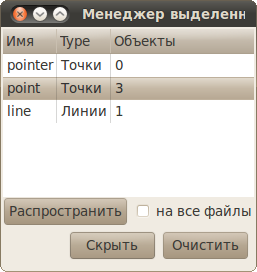 Менеджер выделенн
Имя Type Объекты
pointer Точки 0
point Точки 3
line Линии 1
Распространить на все файлы
Скрыть Очистить